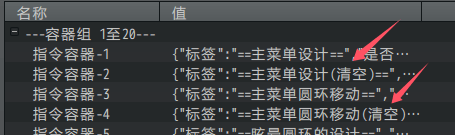 名称 值
---容器组 1至20---
指令容器-1 {"标签":"==主菜单设计==","是否…
指令容器-2 {"标签":"==主菜单设计(清空)==",…
指令容器-3 {"标签":"==主菜单圆环移动==","…
指令容器-4 {"标签":"==主菜单圆环移动(清空)…
指令容器-5 {"标签":"==眩晕圆环的设计=="